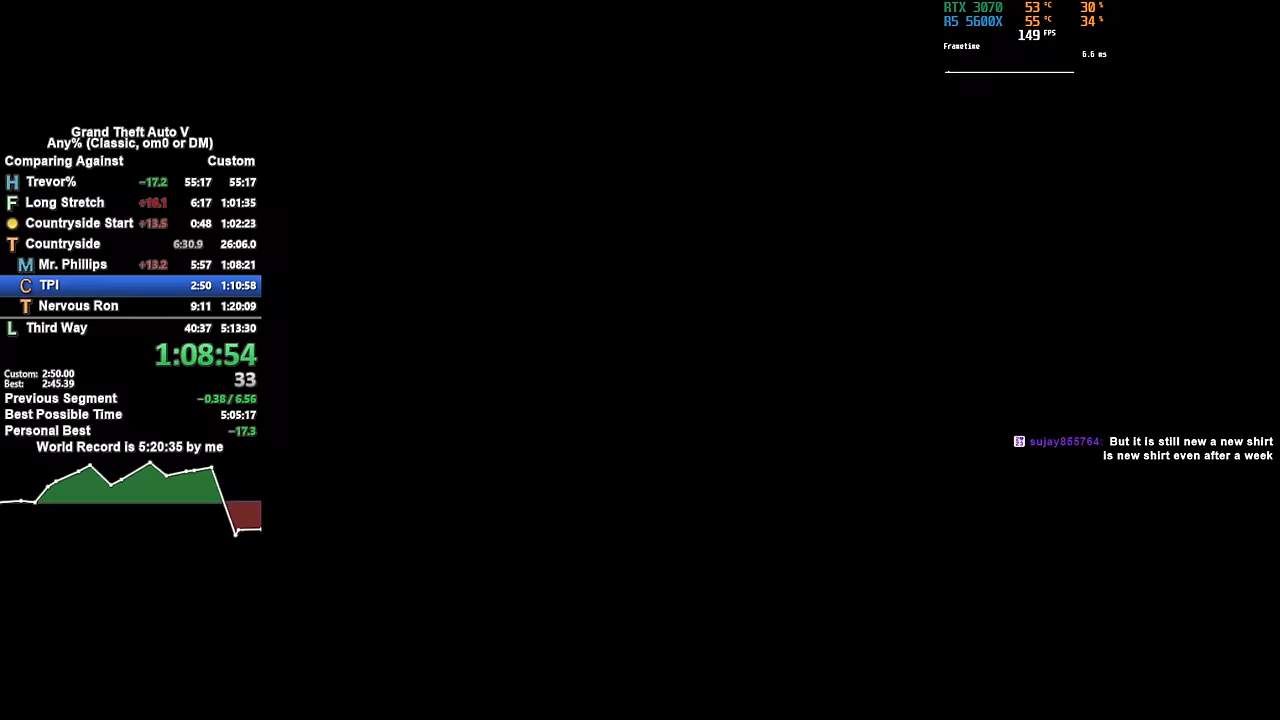 RTX 3070 53 °C 30 %
R5 5600X 55 °C 34 %
149 FPS
Frametime
6.6 ms
Grand Theft Auto V
Any% (Classic, om0 or DM)
Comparing Against Custom
H Trevor% −17.2 55:17 55:17
F Long Stretch +16.1 6:17 1:01:35
Countryside Start +13.5 0:48 1:02:23
T Countryside 6:30.9 26:06.0
M Mr. Phillips +13.2 5:57 1:08:21
C TPI 2:50 1:10:58
T Nervous Ron 9:11 1:20:09
L Third Way 40:37 5:13:30
1:08:54
Custom: 2:50.00
Best: 2:45.39
33
Previous Segment −0.38 / 6.56
Best Possible Time 5:05:17
Personal Best −17.3
World Record is 5:20:35 by me
sujay855764: But it is still new a new shirt
is new shirt even after a week